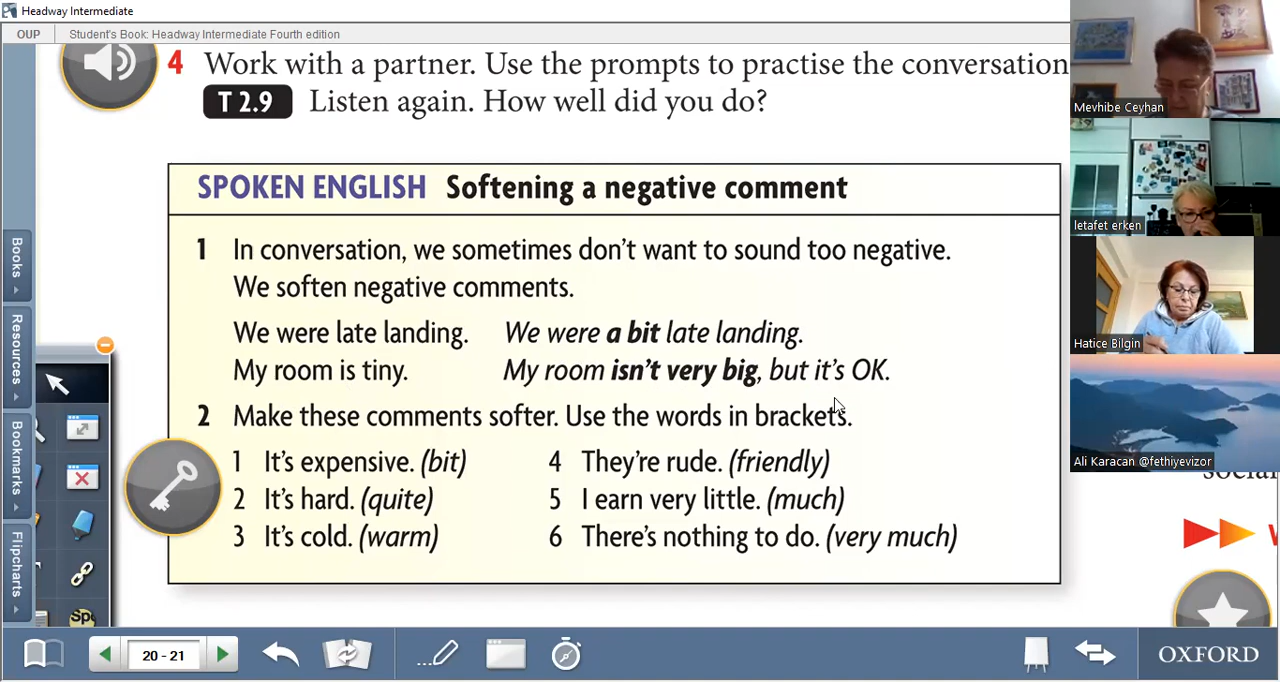 Headway Intermediate
OUP Student's Book: Headway Intermediate Fourth edition
4 Work with a partner. Use the prompts to practise the conversation
T 2.9 Listen again. How well did you do?
SPOKEN ENGLISH Softening a negative comment
1 In conversation, we sometimes don't want to sound too negative.
We soften negative comments.
We were late landing. We were a bit late landing.
My room is tiny. My room isn't very big, but it's OK.
2 Make these comments softer. Use the words in brackets.
1 It's expensive. (bit)
2 It's hard. (quite)
3 It's cold. (warm)
4 They're rude. (friendly)
5 I earn very little. (much)
6 There's nothing to do. (very much)
Books
Resources
Bookmarks
Flipcharts
Sp
20 - 21
OXFORD
Mevhibe Ceyhan
letafet erken
Hatice Bilgin
Ali Karacan @fethiyevizor